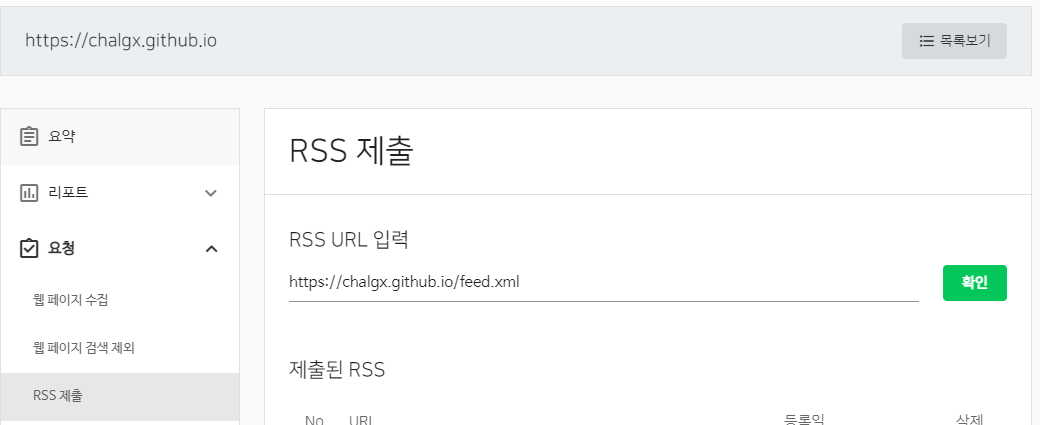 https://chalgx.github.io
목록보기
요약
리포트
요청
웹 페이지 수집
웹 페이지 검색 제외
RSS 제출
RSS 제출
RSS URL 입력
https://chalgx.github.io/feed.xml
확인
제출된 RSS
No URL 등록일 삭제